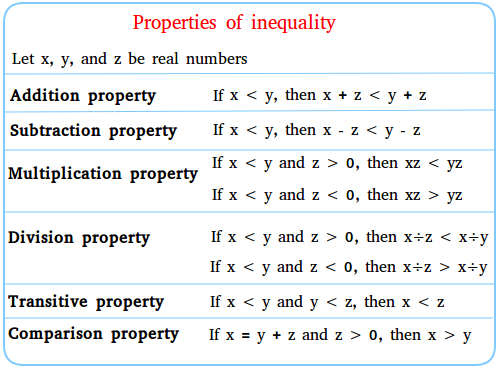 Properties of inequality
Let x, y, and z be real numbers
Addition property If x < y, then x + z < y + z
Subtraction property If x < y, then x - z < y - z
Multiplication property If x < y and z > 0, then xz < yz
If x < y and z < 0, then xz > yz
Division property If x < y and z > 0, then x÷z < x÷y
If x < y and z < 0, then x÷z > x÷y
Transitive property If x < y and y < z, then x < z
Comparison property If x = y + z and z > 0, then x > y